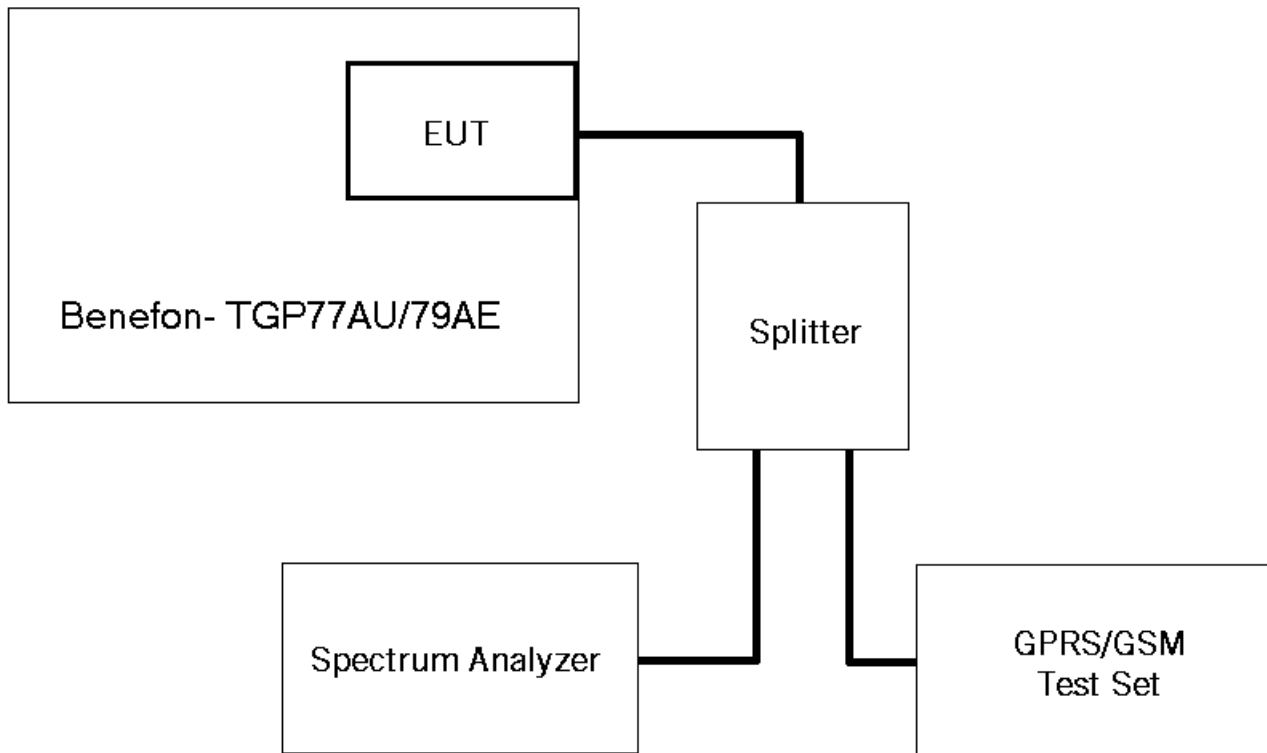 EUT
Benefon- TGP77AU/79AE
Splitter
Spectrum Analyzer
GPRS/GSM
Test Set